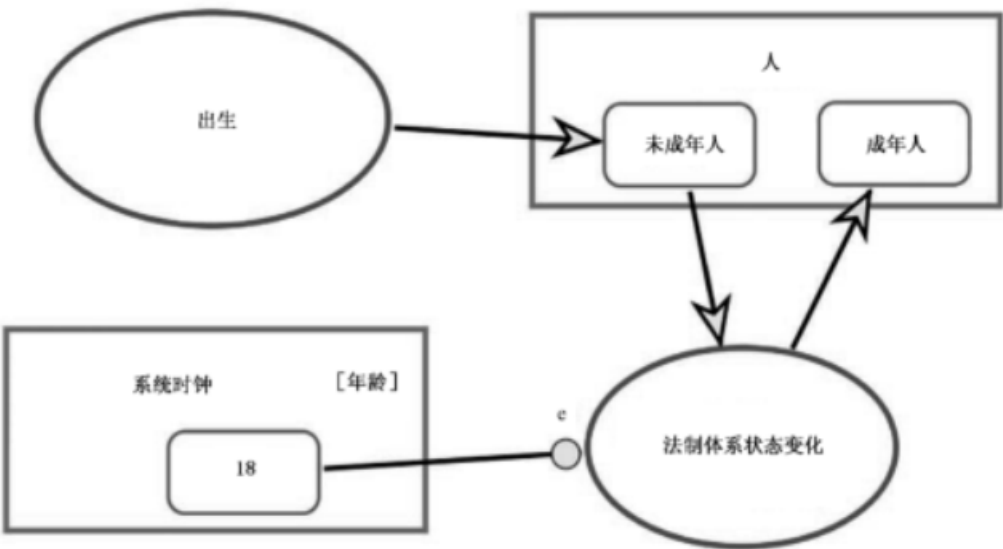 人
出生
未成年人
成年人
系统时钟
[年龄]
e
18
法制体系状态变化